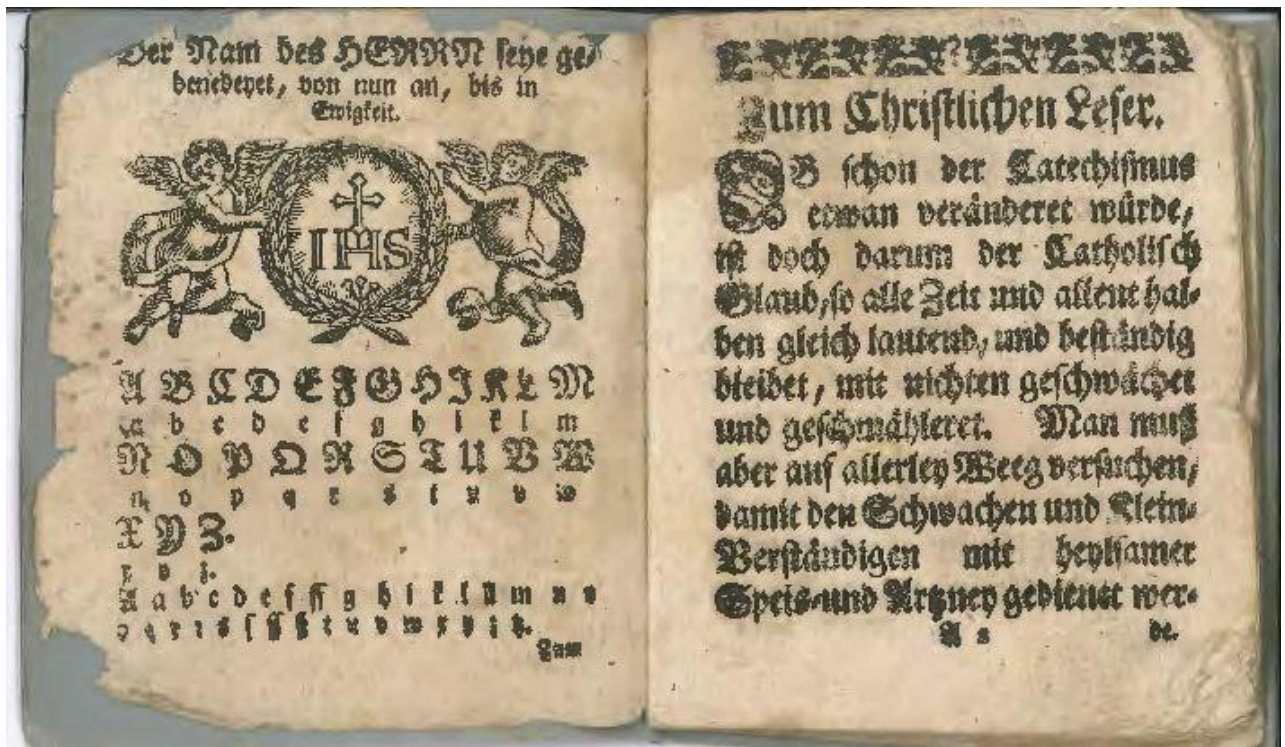 Der Nam des HERRN seye ge-
benedeyet, von nun an, bis in
Ewigkeit.
IHS
A B C D E F G H I K L M
a b c d e f g h i k l m
N O P Q R S T U V W
n o p q r s t u v w
X Y Z.
x y z.
A a b c d e f ff g h i k l m
Zum
Zum Christlichen Leser.
OB schon der Catechismus
etwan veränderet würde,
ist doch darum der Catholisch
Glaub, so alle Zeit und allenthal-
ben gleich lautend, und beständig
bleibet, mit nichten geschwächet
und geschmähleret. Man muß
aber auf allerley Weeg versuchen,
damit den Schwachen und Klein-
Verständigen mit heylsamer
Speis- und Artzney gedienet wer-
A 2 de.